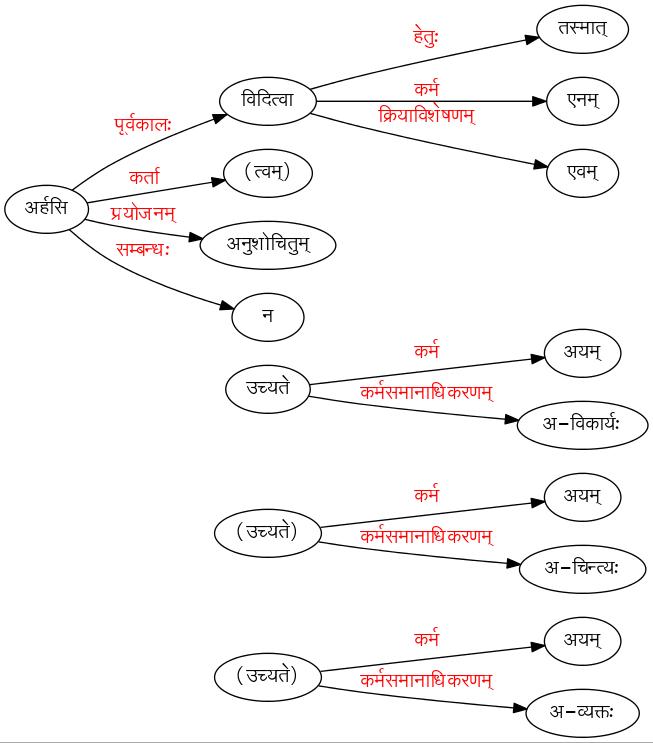 तस्मात्
हेतुः
विदित्वा
कर्म
एनम्
क्रियाविशेषणम्
पूर्वकालः
एवम्
कर्ता
(त्वम्)
अर्हसि
प्रयोजनम्
अनुशोचितुम्
सम्बन्धः
न
कर्म
अयम्
उच्यते
कर्मसमानाधिकरणम्
अ-विकार्यः
कर्म
अयम्
(उच्यते)
कर्मसमानाधिकरणम्
अ-चिन्त्यः
कर्म
अयम्
(उच्यते)
कर्मसमानाधिकरणम्
अ-व्यक्तः